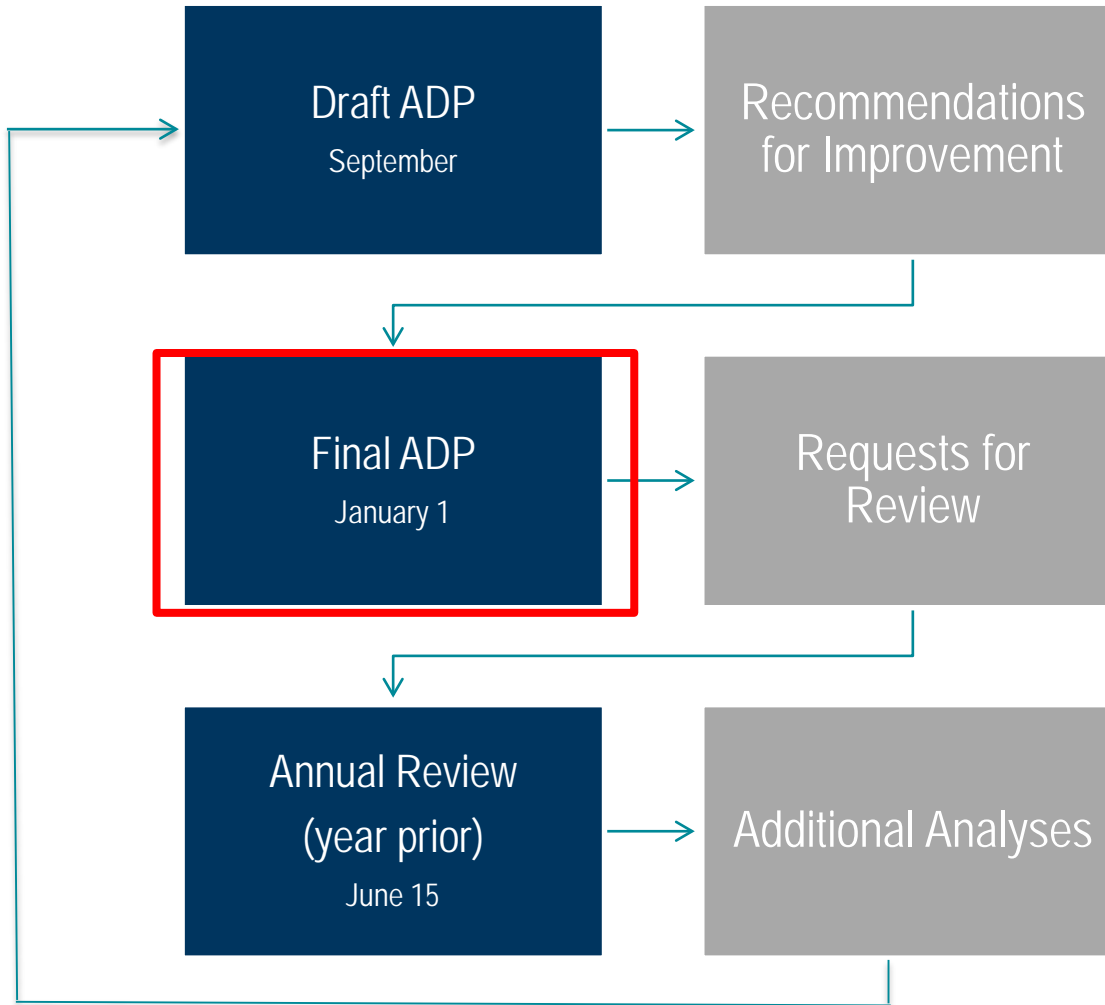 Draft ADP
September
Recommendations
for Improvement
Final ADP
January 1
Requests for
Review
Annual Review
(year prior)
June 15
Additional Analyses